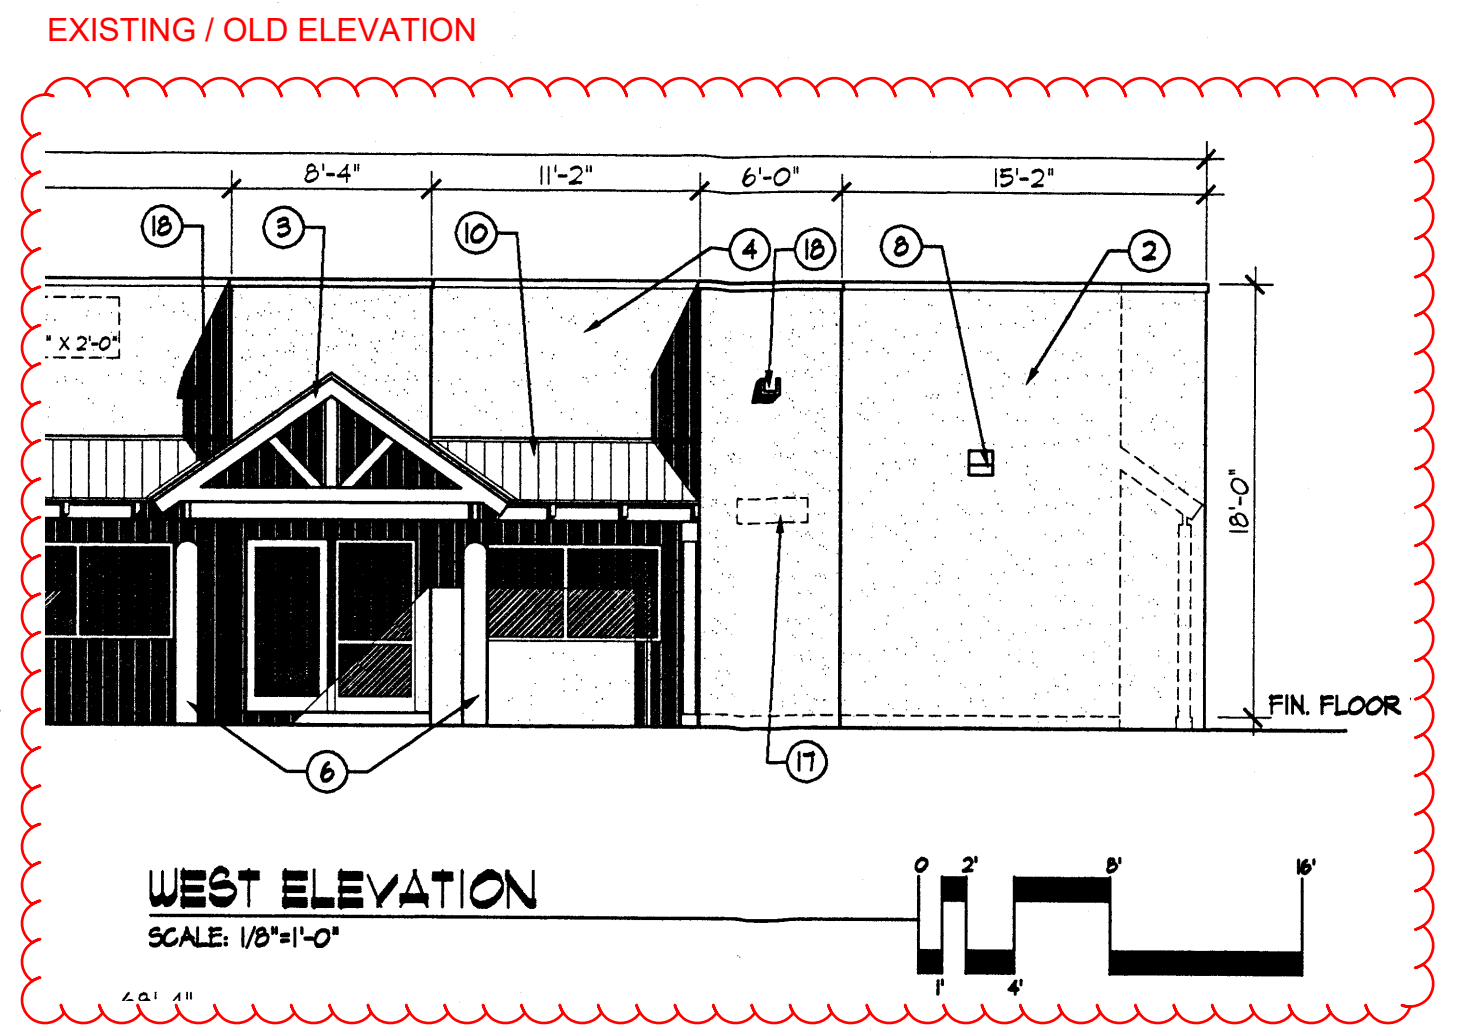 EXISTING / OLD ELEVATION
8'-4" 11'-2" 6'-0" 15'-2"
18 3 10 4 18 8 2
" X 2'-0"
18'-0"
FIN. FLOOR
6 17
WEST ELEVATION
SCALE: 1/8"=1'-0"
0 2' 8' 16'
1' 4'